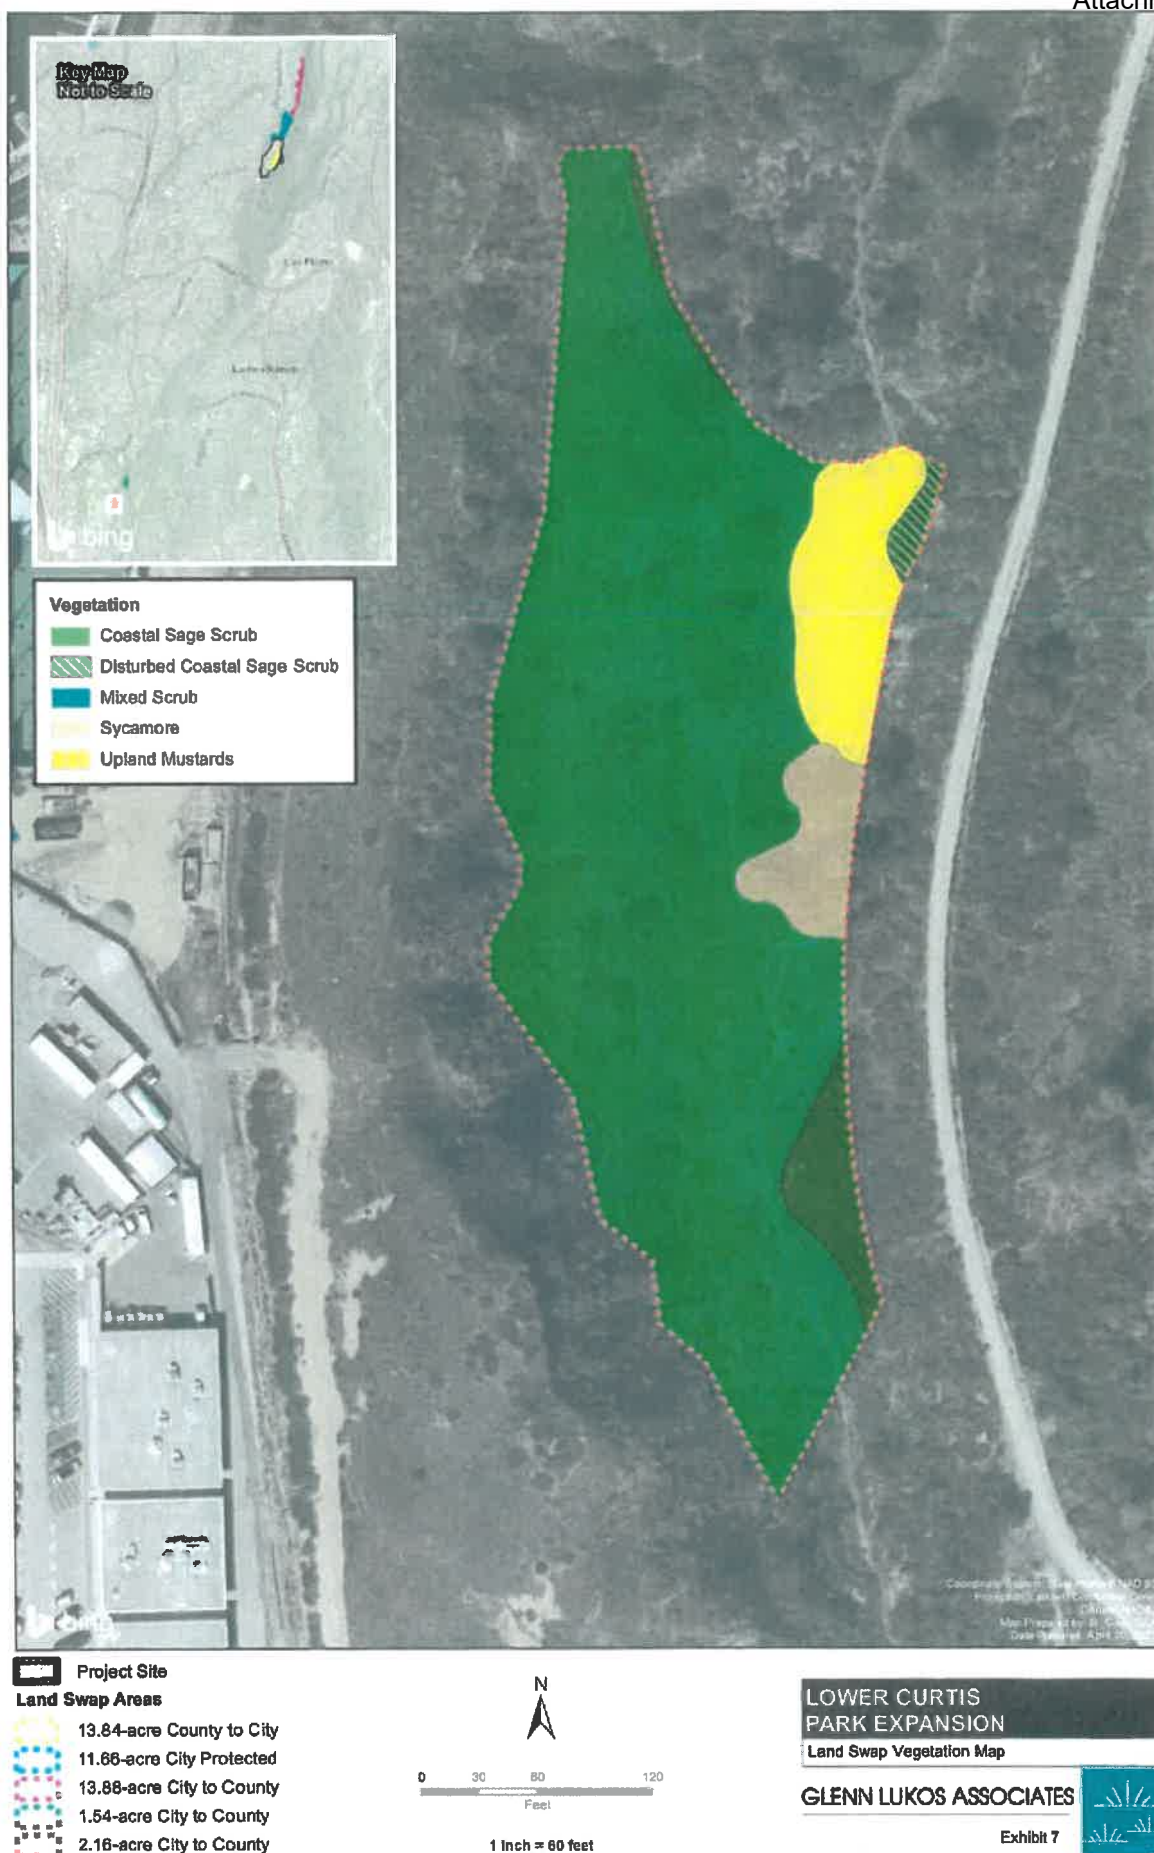 Key Map
Not to Scale
bing
Vegetation
Coastal Sage Scrub
Disturbed Coastal Sage Scrub
Mixed Scrub
Sycamore
Upland Mustards
bing
Project Site
Land Swap Areas
13.84-acre County to City
11.66-acre City Protected
13.88-acre City to County
1.54-acre City to County
2.16-acre City to County
N
0 30 60 120
Feet
1 inch = 60 feet
LOWER CURTIS
PARK EXPANSION
Land Swap Vegetation Map
GLENN LUKOS ASSOCIATES
Exhibit 7